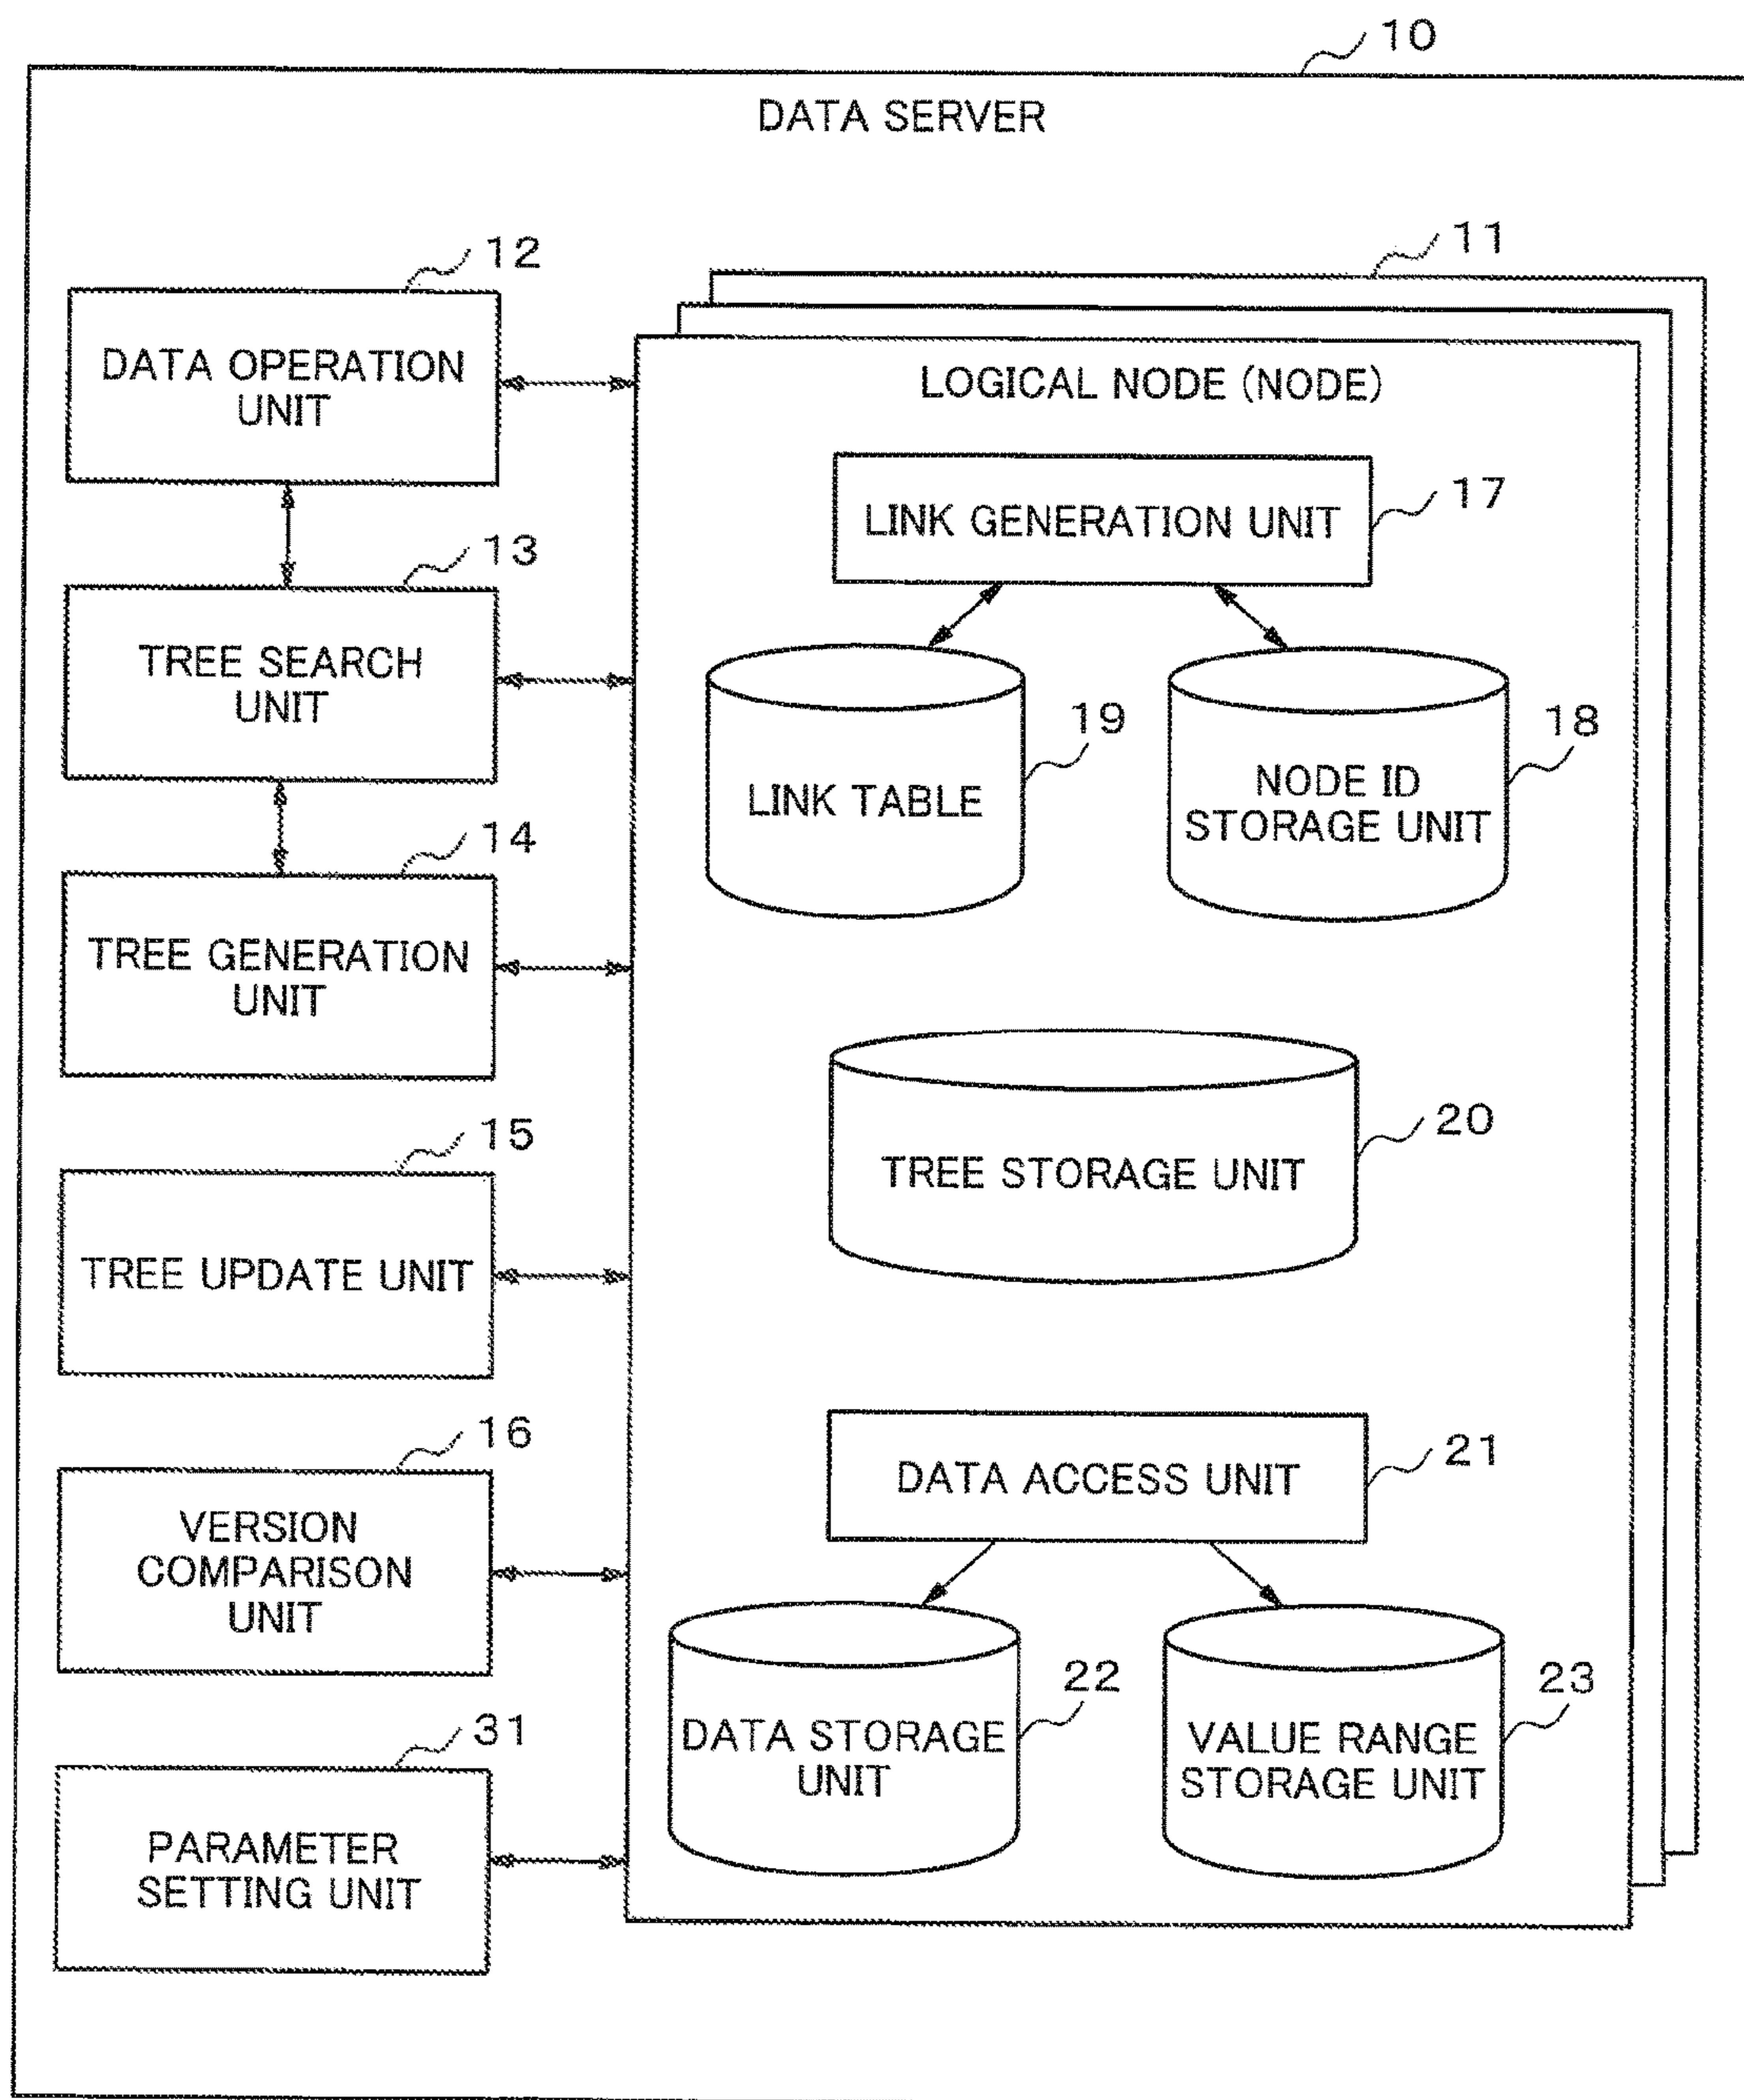 10
DATA SERVER
12
11
DATA OPERATION
UNIT
LOGICAL NODE (NODE)
LINK GENERATION UNIT
17
13
TREE SEARCH
UNIT
19
LINK TABLE
18
NODE ID
STORAGE UNIT
14
TREE GENERATION
UNIT
20
TREE STORAGE UNIT
15
TREE UPDATE UNIT
16
VERSION
COMPARISON
UNIT
21
DATA ACCESS UNIT
22
DATA STORAGE
UNIT
23
VALUE RANGE
STORAGE UNIT
31
PARAMETER
SETTING UNIT